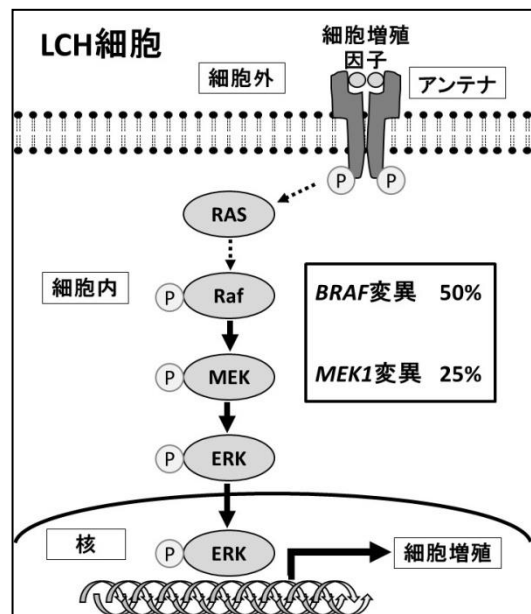 LCH細胞
細胞増殖
因子
細胞外
アンテナ
P
P
RAS
細胞内
P
Raf
BRAF変異 50%
P
MEK
MEK1変異 25%
P
ERK
核
P
ERK
細胞増殖